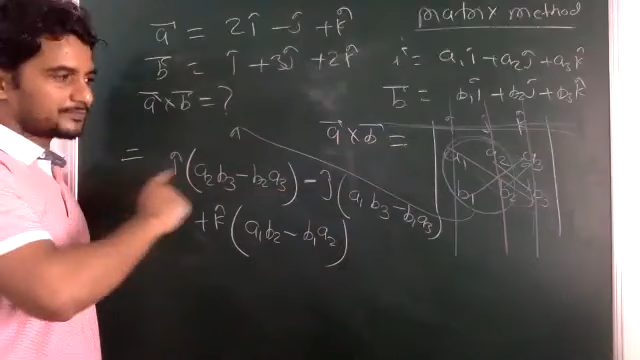 matrix method
a⃗ = 2î - ĵ + k̂
b⃗ = î + 3ĵ + 2k̂
a⃗ × b⃗ = ?
= a₁î + a₂ĵ + a₃k̂
b⃗ = b₁î + b₂ĵ + b₃k̂
a⃗ × b⃗ =
î ĵ k̂
a₁ a₂ a₃
b₁ b₂
= î (a₂b₃ - b₂a₃) - ĵ (a₁b₃ - b₁a₃)
+ k̂ (a₁b₂ - b₁a₂)